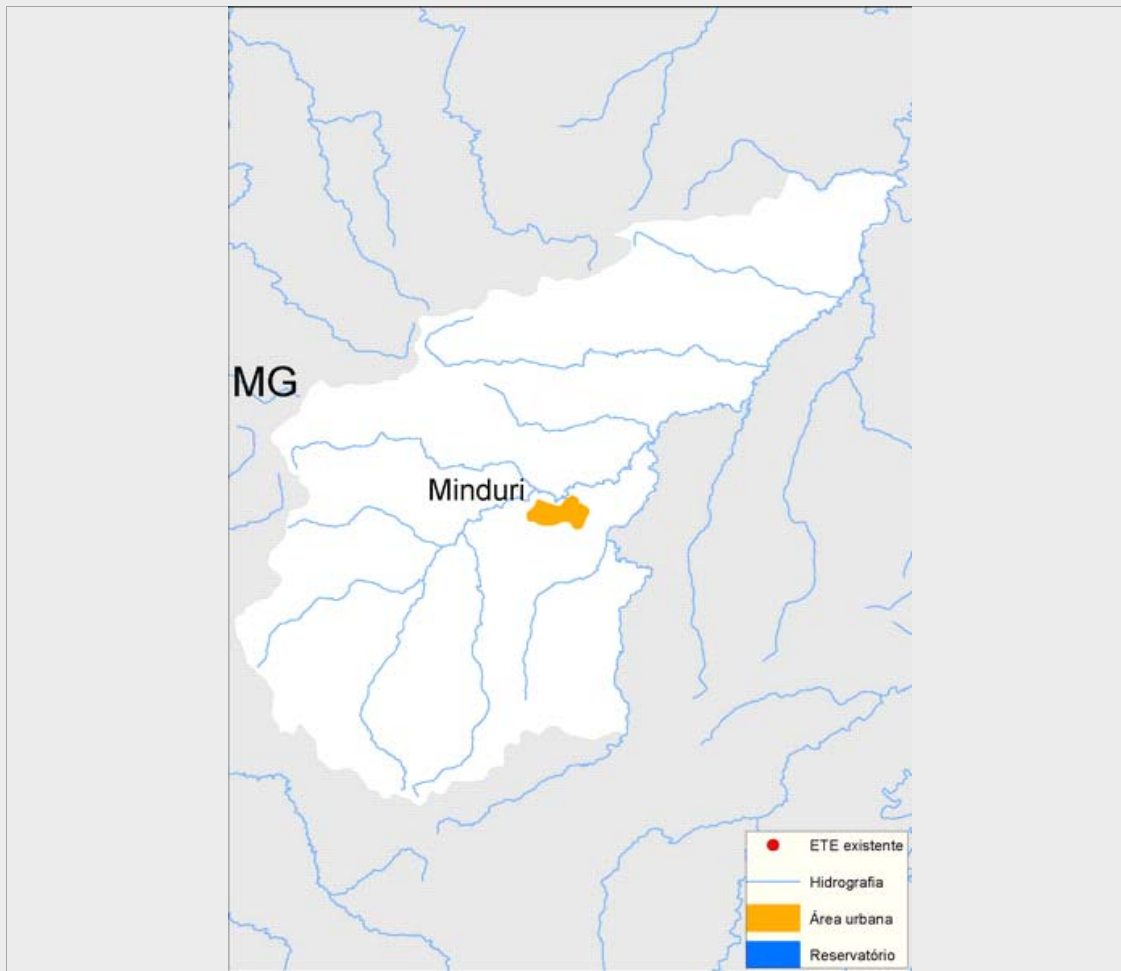 MG
Minduri
ETE existente
Hidrografia
Área urbana
Reservatório